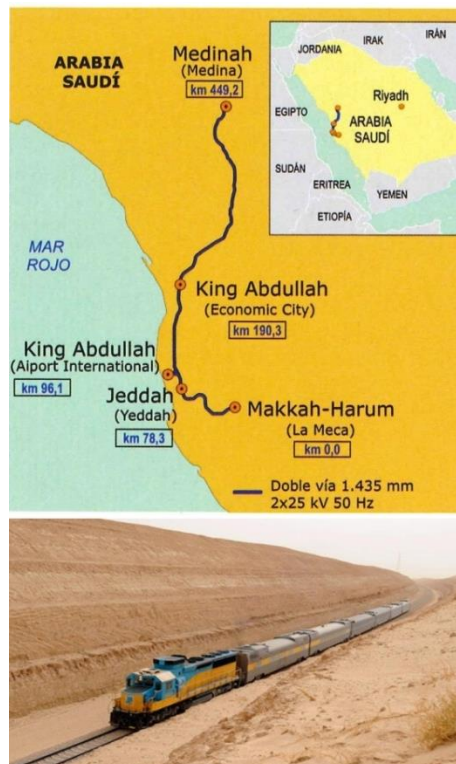 ARABIA
SAUDÍ
Medinah
(Medina)
km 449,2
MAR
ROJO
King Abdullah
(Economic City)
km 190,3
King Abdullah
(Aiport International)
km 96,1
Jeddah
(Yeddah)
km 78,3
Makkah-Harum
(La Meca)
km 0,0
Doble vía 1.435 mm
2x25 kV 50 Hz
JORDANIA
IRAK
IRÁN
EGIPTO
Riyadh
ARABIA
SAUDÍ
SUDÁN
ERITREA
YEMEN
ETIOPÍA